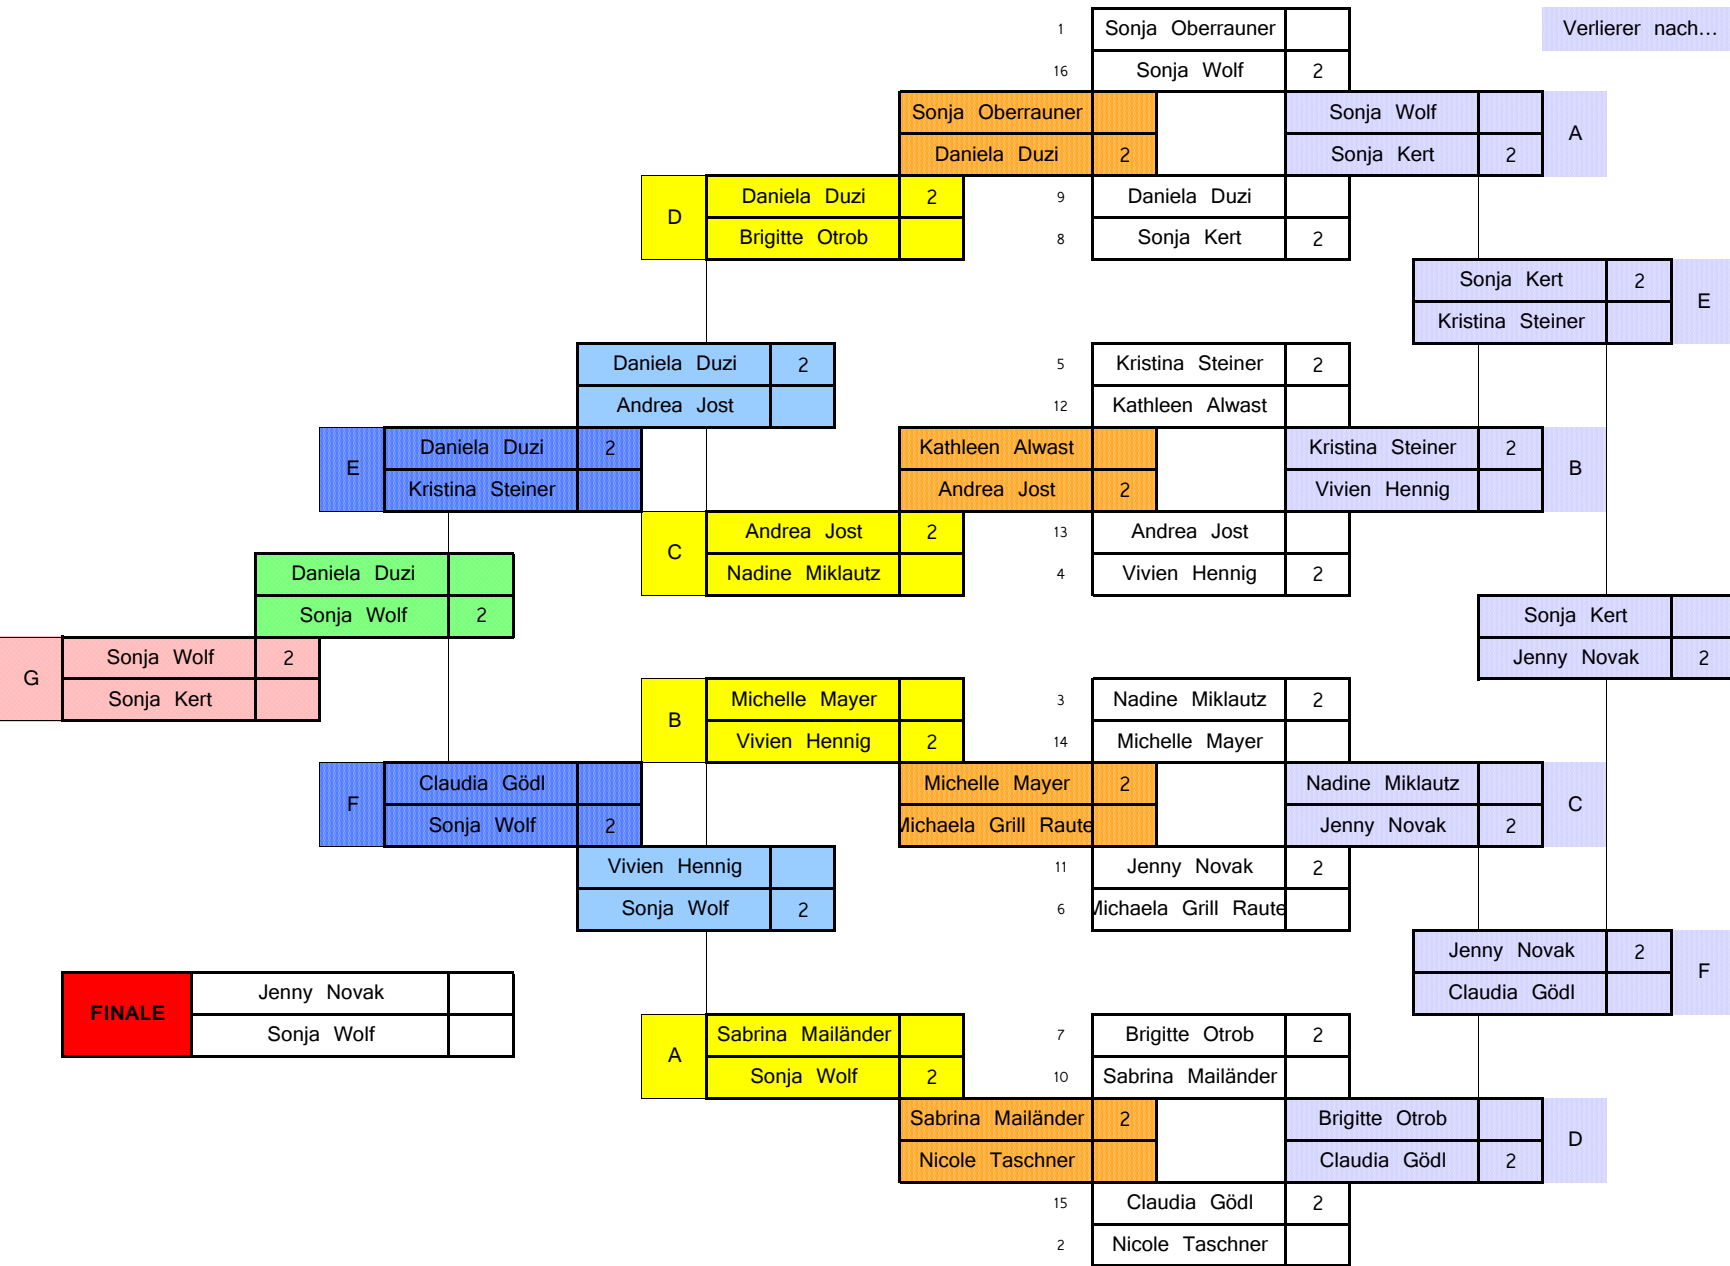 1 Sonja Oberrauner Verlierer nach...
16 Sonja Wolf 2
Sonja Oberrauner Sonja Wolf
A
Daniela Duzi 2 Sonja Kert 2
Daniela Duzi 2 9 Daniela Duzi
D
Brigitte Otrob 8 Sonja Kert 2
Sonja Kert 2
E
Kristina Steiner
Daniela Duzi 2 5 Kristina Steiner 2
Andrea Jost 12 Kathleen Alwast
Daniela Duzi 2 Kathleen Alwast Kristina Steiner 2
E B
Kristina Steiner Andrea Jost 2 Vivien Hennig
Andrea Jost 2 13 Andrea Jost
C
Daniela Duzi Nadine Miklautz 4 Vivien Hennig 2
Sonja Wolf 2 Sonja Kert
Sonja Wolf 2 Jenny Novak 2
G
Sonja Kert Michelle Mayer 3 Nadine Miklautz 2
B
Vivien Hennig 2 14 Michelle Mayer
Claudia Gödl Michelle Mayer 2 Nadine Miklautz
F C
Sonja Wolf 2 Michaela Grill Raute Jenny Novak 2
Vivien Hennig 11 Jenny Novak 2
Sonja Wolf 2 6 Michaela Grill Raute
Jenny Novak 2
F
Jenny Novak Claudia Gödl
FINALE
Sonja Wolf Sabrina Mailänder 7 Brigitte Otrob 2
A
Sonja Wolf 2 10 Sabrina Mailänder
Sabrina Mailänder 2 Brigitte Otrob
D
Nicole Taschner Claudia Gödl 2
15 Claudia Gödl 2
2 Nicole Taschner